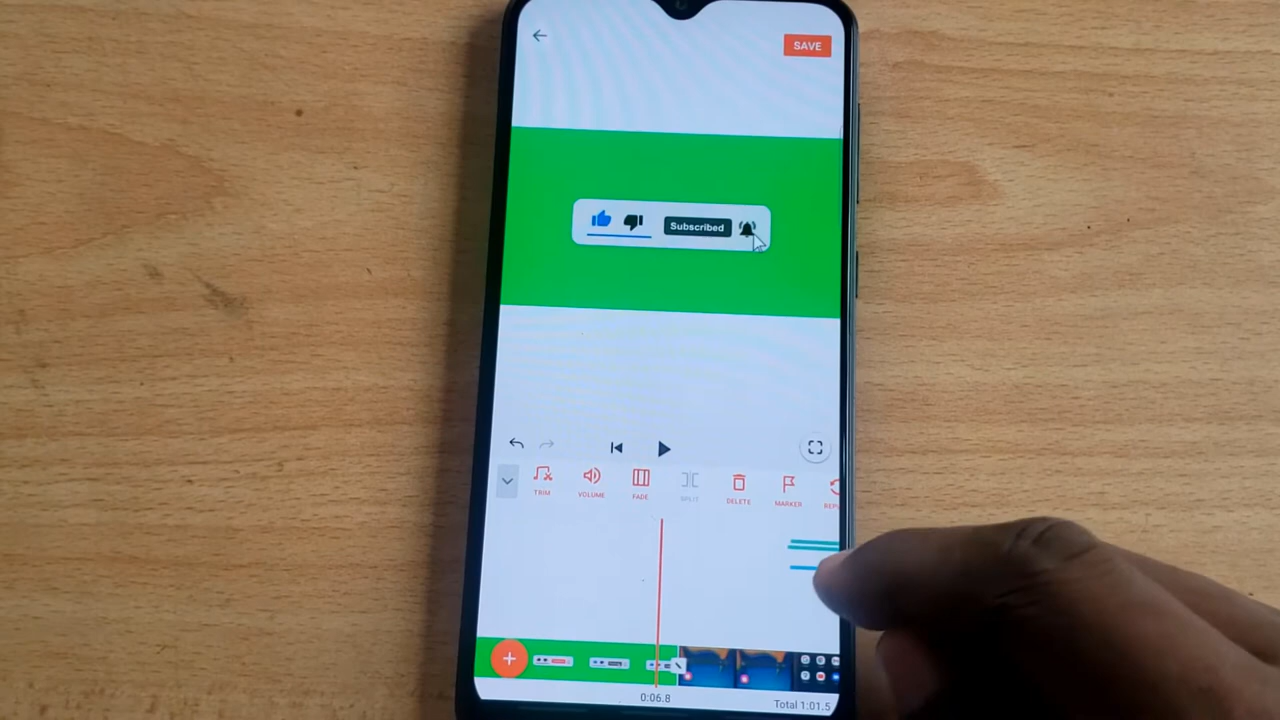 SAVE
Subscribed
TRIM
VOLUME
FADE
SPLIT
DELETE
MARKER
0:06.8
Total 1:01.5